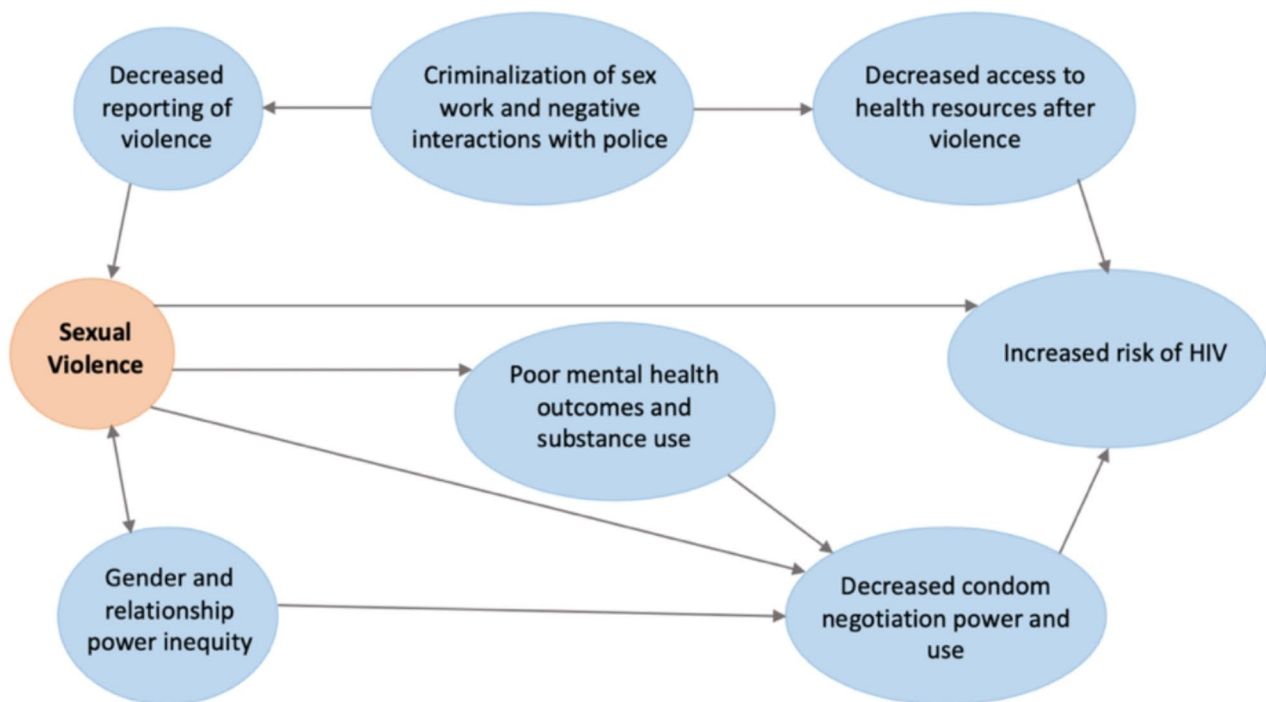 Decreased
reporting of
violence
Criminalization of sex
work and negative
interactions with police
Decreased access to
health resources after
violence
Sexual
Violence
Poor mental health
outcomes and
substance use
Increased risk of HIV
Gender and
relationship
power inequity
Decreased condom
negotiation power and
use